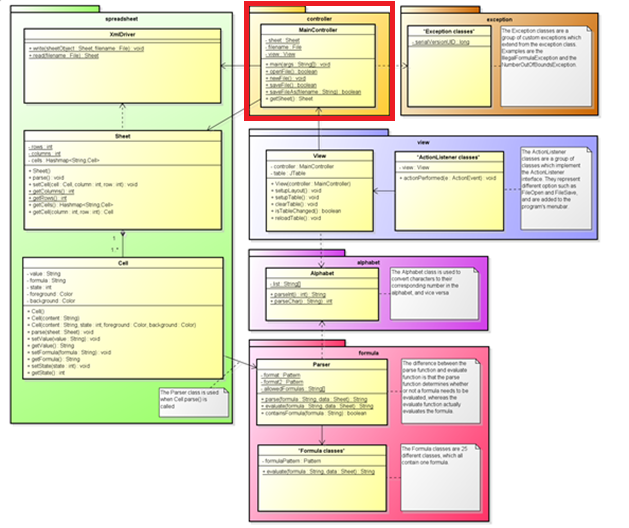 spreadsheet
XmlDriver
+ write(sheetObject : Sheet, filename : File) : void
+ read(filename : File) : Sheet
Sheet
- rows : int
- columns : int
- cells : Hashmap<String:Cell>
+ Sheet()
+ parse() : void
+ setCell(cell : Cell, column : int, row : int) : void
+ getColumns() : int
+ getRows() : int
+ getCells() : Hashmap<String:Cell>
+ getCell(column : int, row : int) : Cell
1
1..*
Cell
- value : String
- formula : String
- state : int
- foreground : Color
- background : Color
+ Cell()
+ Cell(content : String)
+ Cell(content : String, state : int, foreground : Color, background : Color)
+ parse(sheet : Sheet) : void
+ setValue(value : String) : void
+ getValue() : String
+ setFormula(formula : String) : void
+ getFormula() : String
+ setState(state : int) : void
+ getState() : int
The Parser class is used
when Cell.parse() is
called
controller
MainController
- sheet : Sheet
- filename : File
- view : View
+ main(args : String[]) : void
+ openFile() : boolean
+ newFile() : void
+ saveFile() : boolean
+ saveFileAs(filename : String) : boolean
+ getSheet() : Sheet
exception
"Exception classes"
- serialVersionUID : long
The Exception classes are a
group of custom exceptions which
extend from the exception class.
Examples are the
IllegalFormulaException and the
NumberOutOfBoundsException.
view
View
- controller : MainController
- table : JTable
+ View(controller : MainController)
+ setupLayout() : void
+ setupTable() : void
+ clearTable() : void
+ isTableChanged() : boolean
+ reloadTable() : void
"ActionListener classes"
- view : View
+ actionPerformed(e : ActionEvent) : void
The ActionListener
classes are a group of
classes which implement
the ActionListener
interface. They represent
different option such as
FileOpen and FileSave,
and are added to the
program's menubar.
alphabet
Alphabet
- list : String[]
+ parseInt(i : int) : String
+ parseChar(i : String) : int
The Alphabet class is used to
convert characters to their
corresponding number in the
alphabet, and vice versa
formula
Parser
- format : Pattern
- format2 : Pattern
- allowedFormulas : String[]
+ parse(formula : String, data : Sheet) : String
+ evaluate(formula : String, data : Sheet) : String
+ containsFormula(formula : String) : boolean
The difference between the
parse function and evaluate
function is that the parse
function determines whether
or not a formula needs to be
evaluated, whereas the
evaluate function actually
evaluates the formula.
"Formula classes"
- formulaPattern : Pattern
+ evaluate(formula : String, data : Sheet) : String
The Formula classes are 25
different classes, which all
contain one formula.